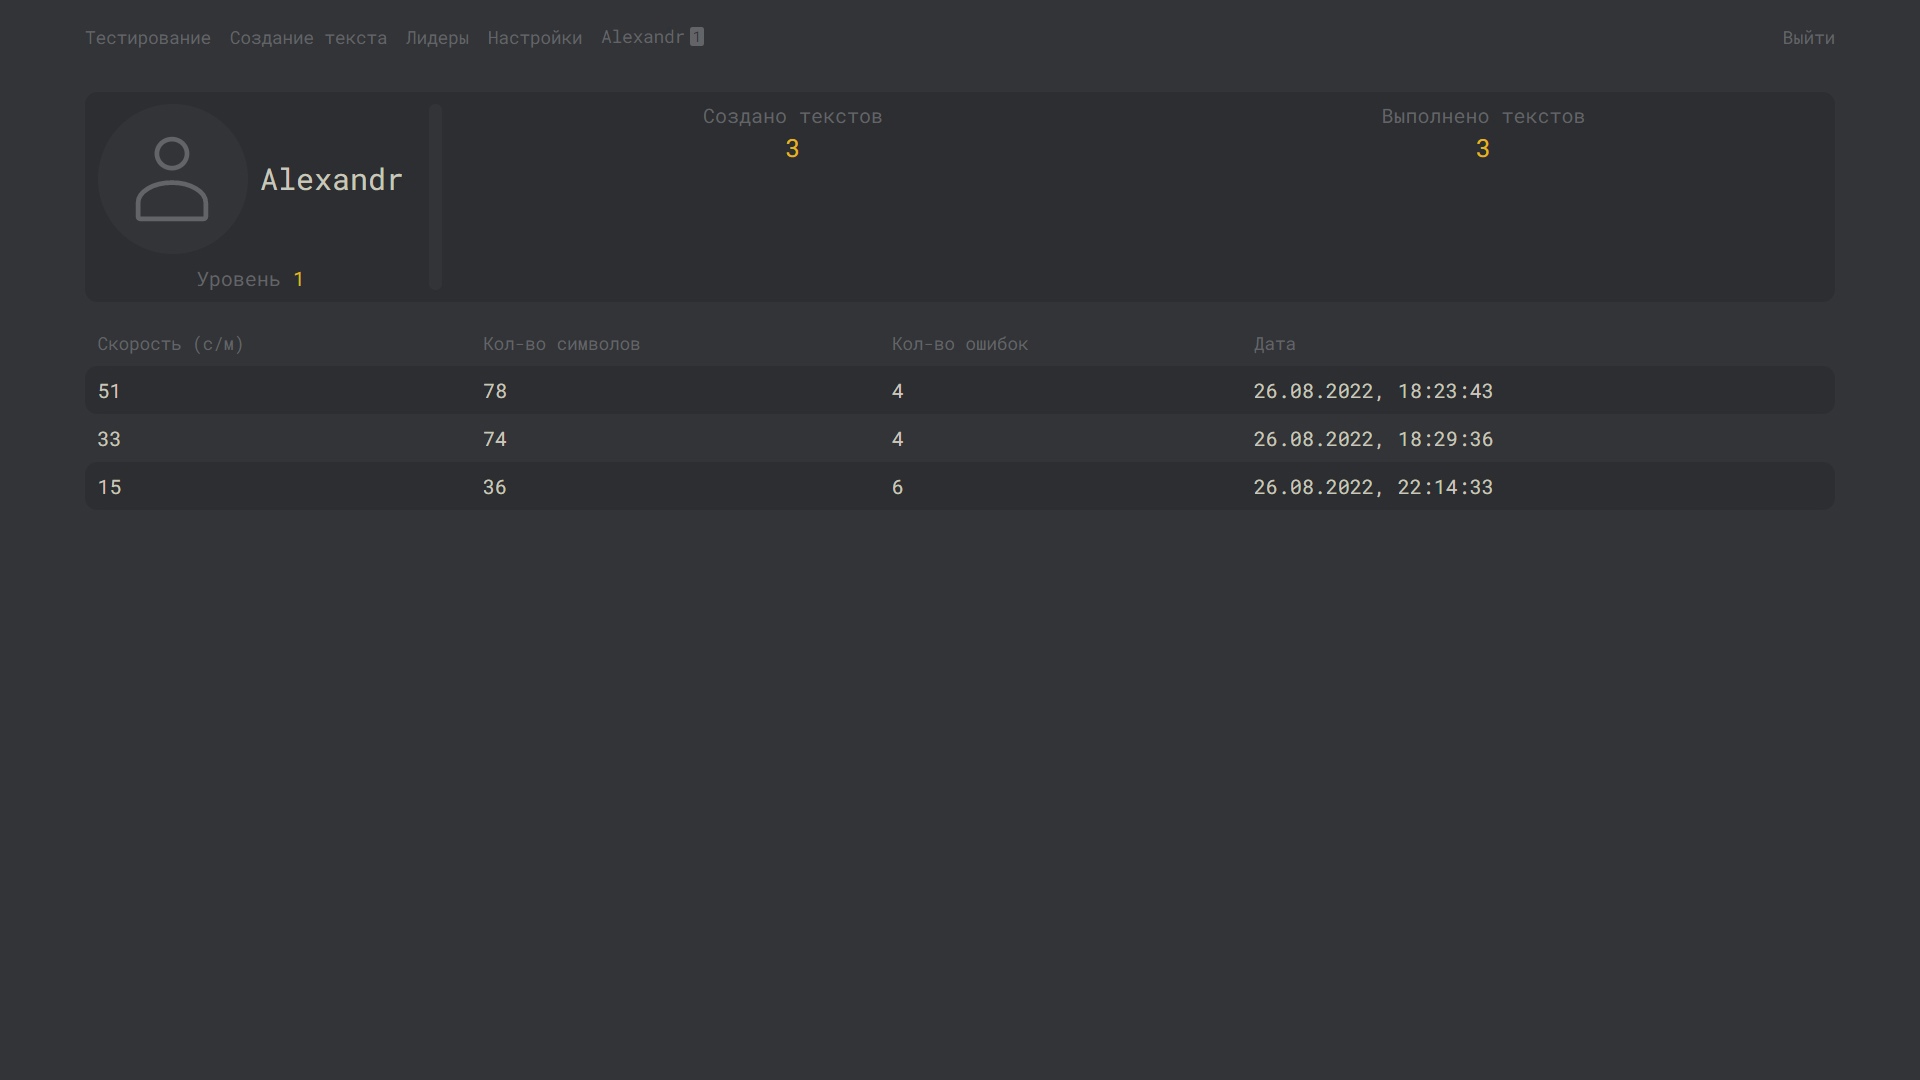 Тестирование Создание текста Лидеры Настройки Alexandr 1 Выйти
Создано текстов Выполнено текстов
3 3
Alexandr
Уровень 1
Скорость (с/м) Кол-во символов Кол-во ошибок Дата
51 78 4 26.08.2022, 18:23:43
33 74 4 26.08.2022, 18:29:36
15 36 6 26.08.2022, 22:14:33